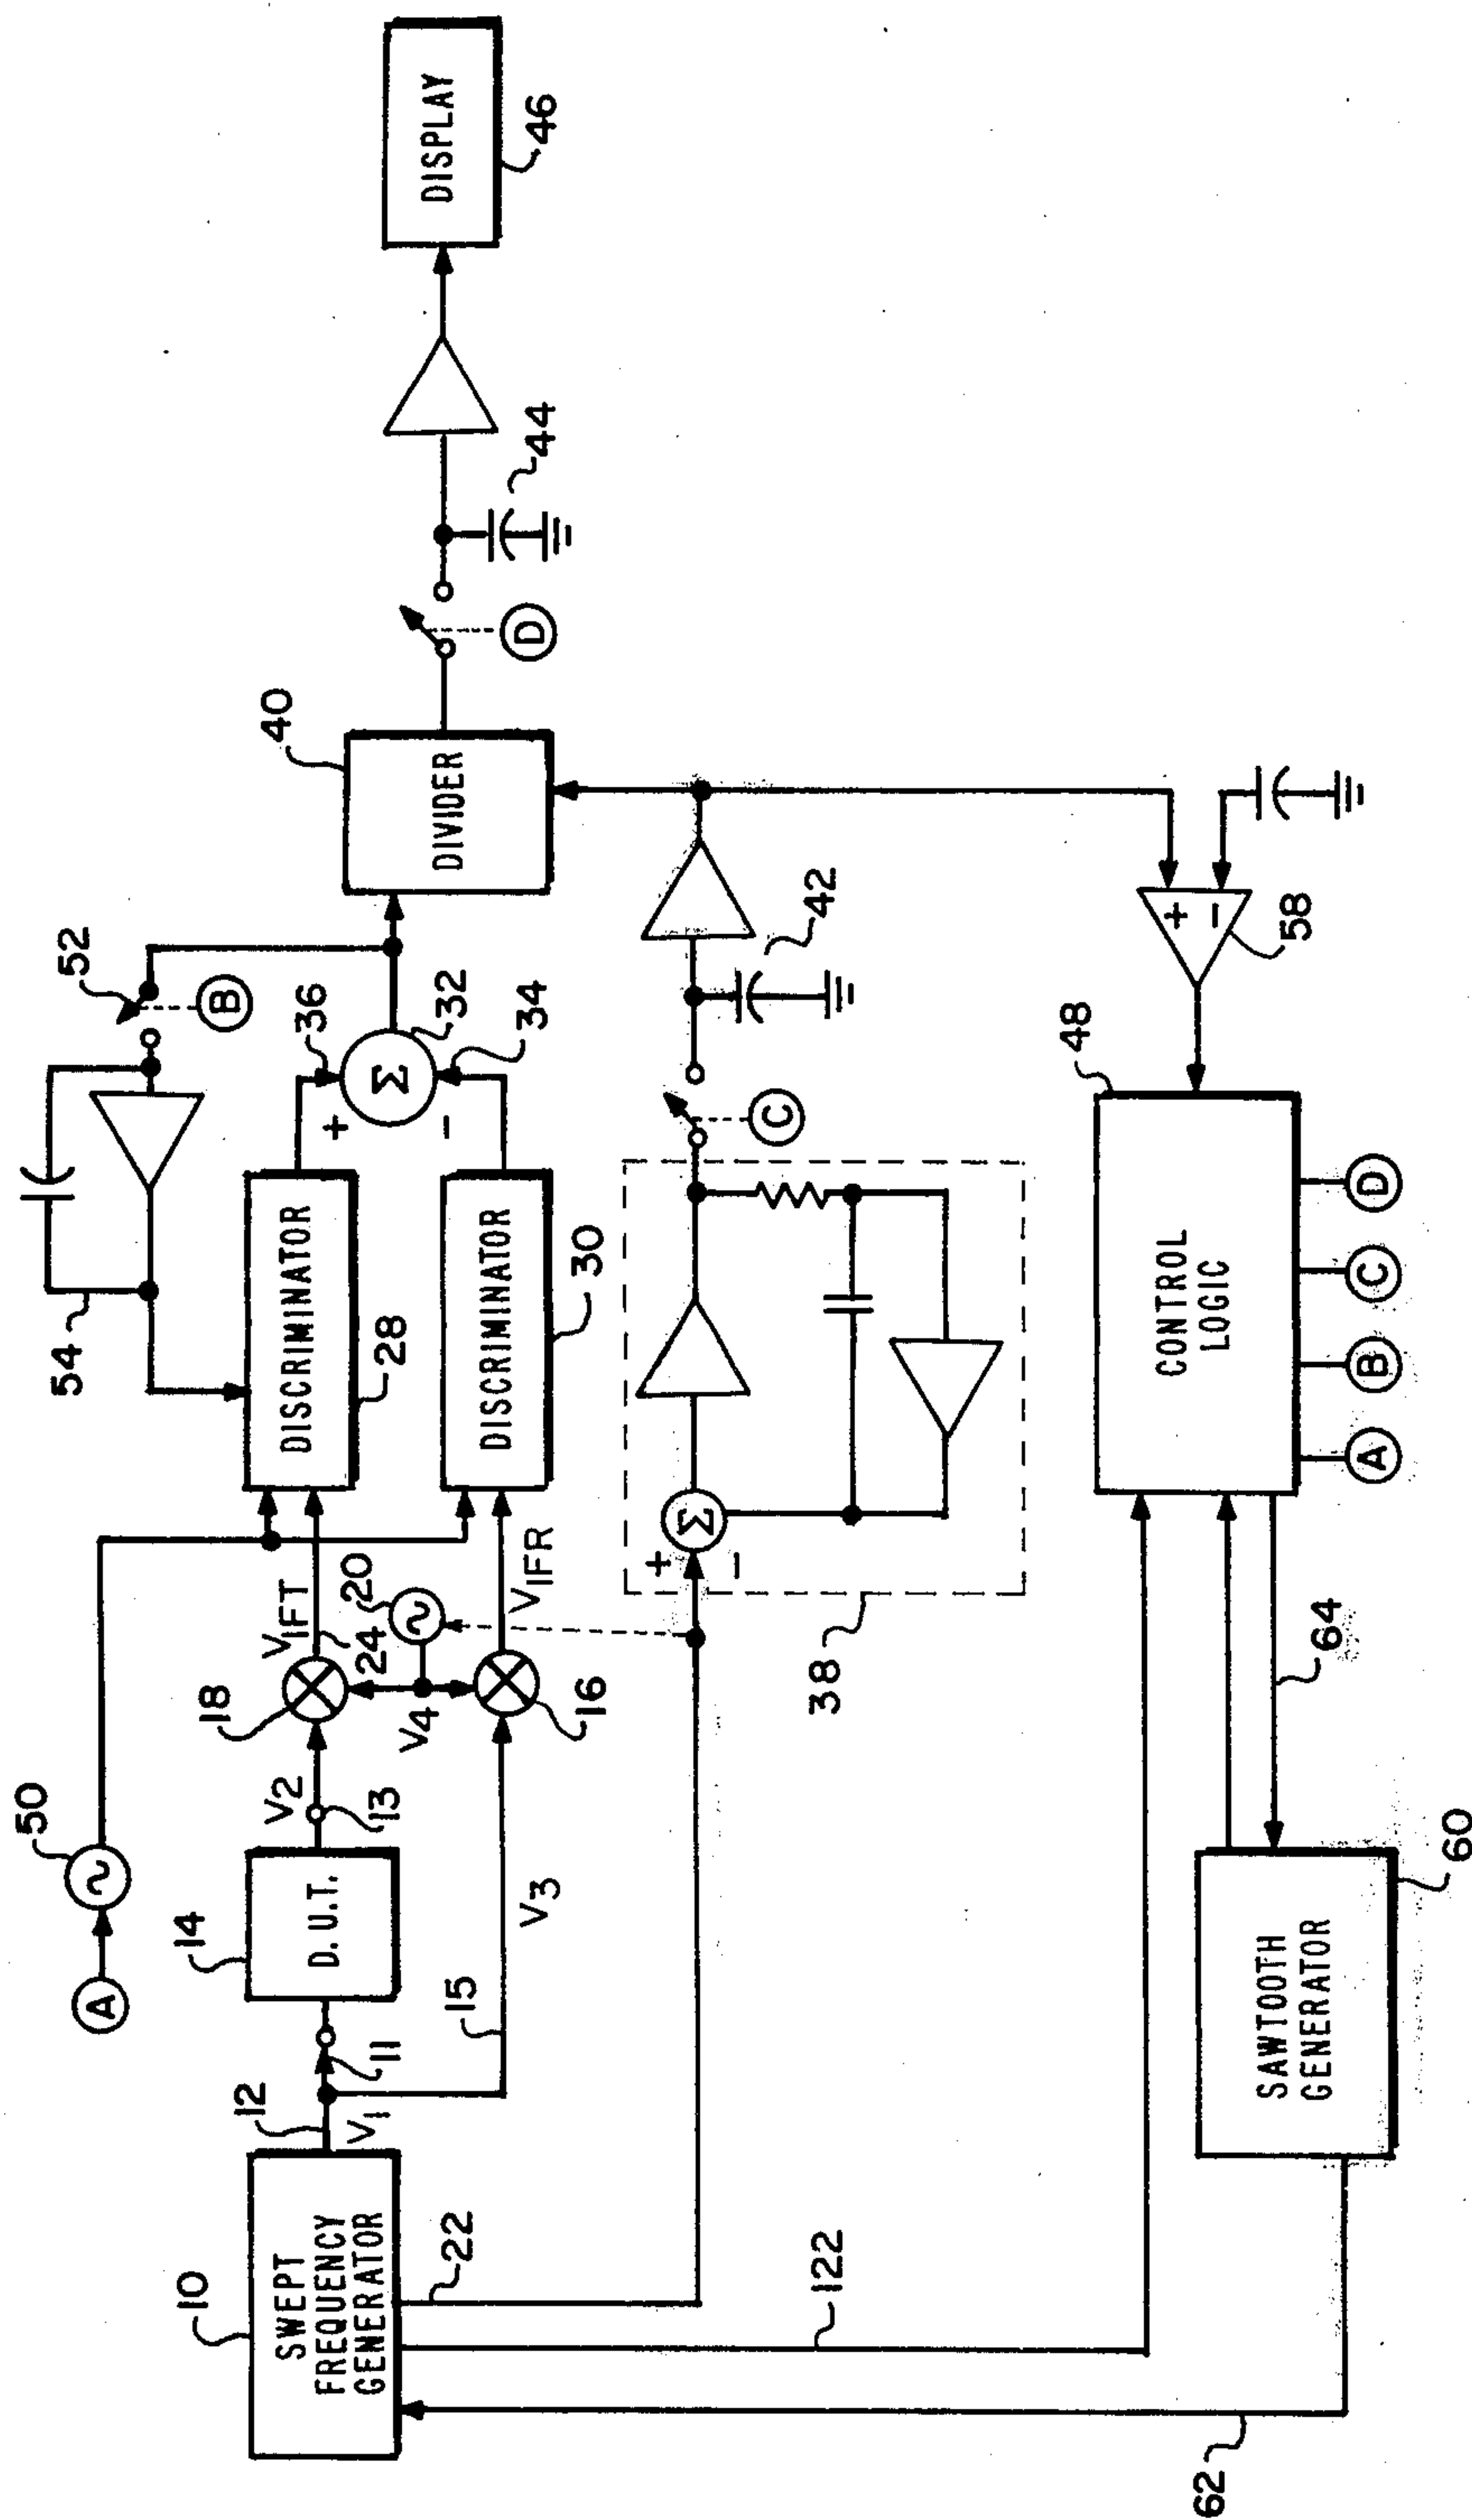 50
A
54
52
B
10
SWEPT
FREQUENCY
GENERATOR
12
V1
11
14
D.U.T.
V2
13
18
24
VIFT
20
V4
16
VIFR
15
V3
DISCRIMINATOR
28
DISCRIMINATOR
30
36
+
Σ
32
-
34
40
DIVIDER
D
44
DISPLAY
46
22
38
+
Σ
-
C
42
122
62
SAWTOOTH
GENERATOR
60
64
48
CONTROL
LOGIC
A
B
C
D
+
-
58